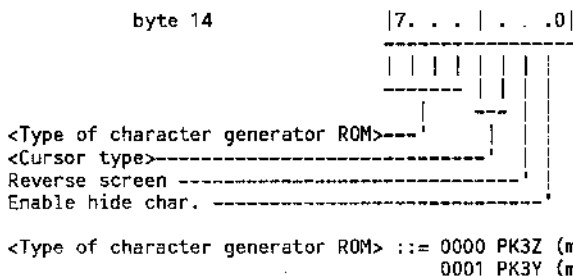 byte 14 |7. . . | . . .0|
<Type of character generator ROM>
<Cursor type>
Reverse screen
Enable hide char.
<Type of character generator ROM> ::= 0000 PK3Z (m
0001 PK3Y (m